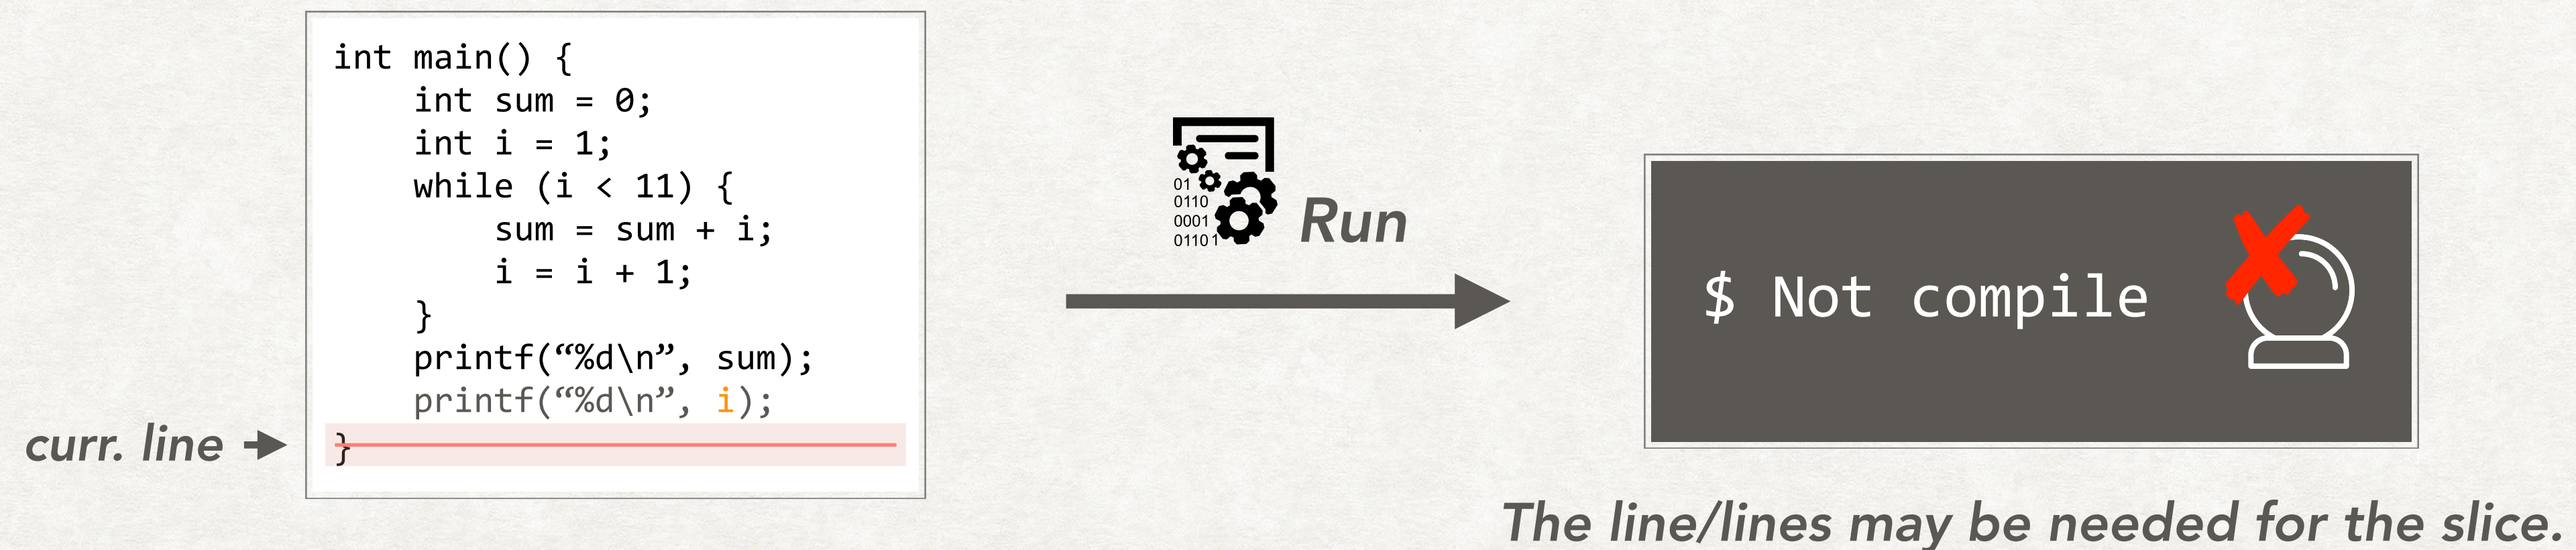 int main() {
    int sum = 0;
    int i = 1;
    while (i < 11) {
        sum = sum + i;
        i = i + 1;
    }
    printf(“%d\n”, sum);
    printf(“%d\n”, i);
}
curr. line
01
0110
0001
01101
Run
$ Not compile
The line/lines may be needed for the slice.